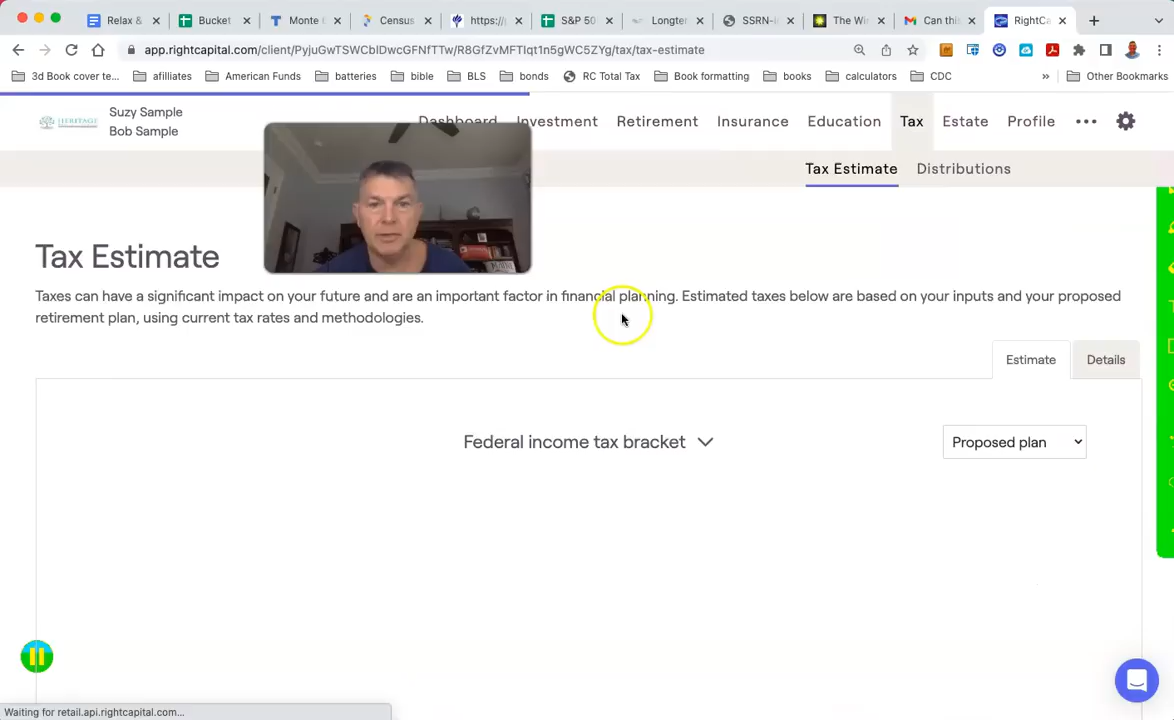 Relax &
Bucket
Monte
Census
https:/
S&P 50
Longter
SSRN-in
The Wir
Can this
RightCa
app.rightcapital.com/client/PyjuGwTSWCbIDwcGFNfTTw/R8GfZvMFTIqt1n5gWC5ZYg/tax/tax-estimate
3d Book cover te...
afilliates
American Funds
batteries
bible
BLS
bonds
RC Total Tax
Book formatting
books
calculators
CDC
»
Other Bookmarks
HERITAGE
Suzy Sample
Bob Sample
Dashboard
Investment
Retirement
Insurance
Education
Tax
Estate
Profile
Tax Estimate
Distributions
Tax Estimate
Taxes can have a significant impact on your future and are an important factor in financial planning. Estimated taxes below are based on your inputs and your proposed
retirement plan, using current tax rates and methodologies.
Estimate
Details
Federal income tax bracket
Proposed plan
Waiting for retail.api.rightcapital.com...